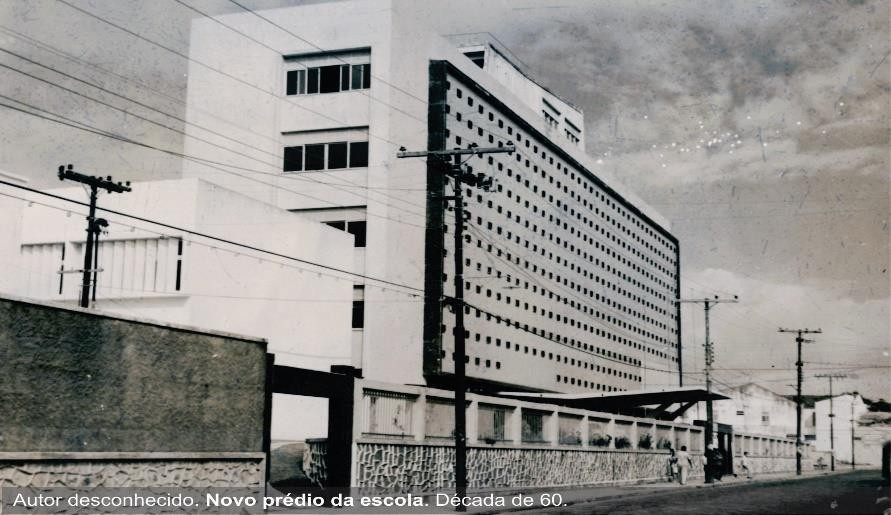 Autor desconhecido. Novo prédio da escola. Década de 60.